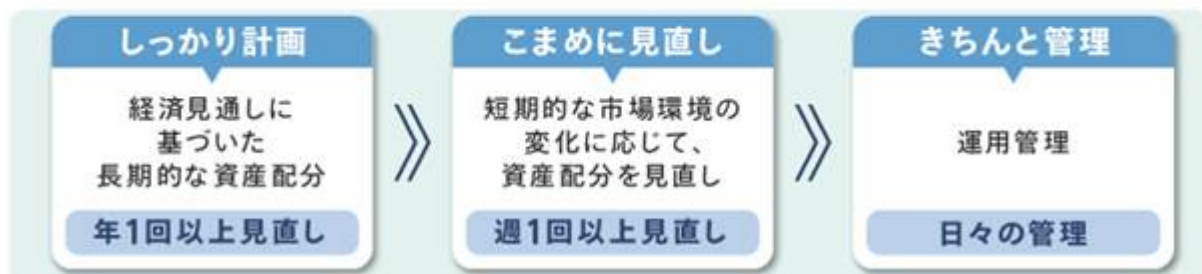 しっかり計画
経済見通しに
基づいた
長期的な資産配分
年1回以上見直し
こまめに見直し
短期的な市場環境の
変化に応じて、
資産配分を見直し
週1回以上見直し
きちんと管理
運用管理
日々の管理